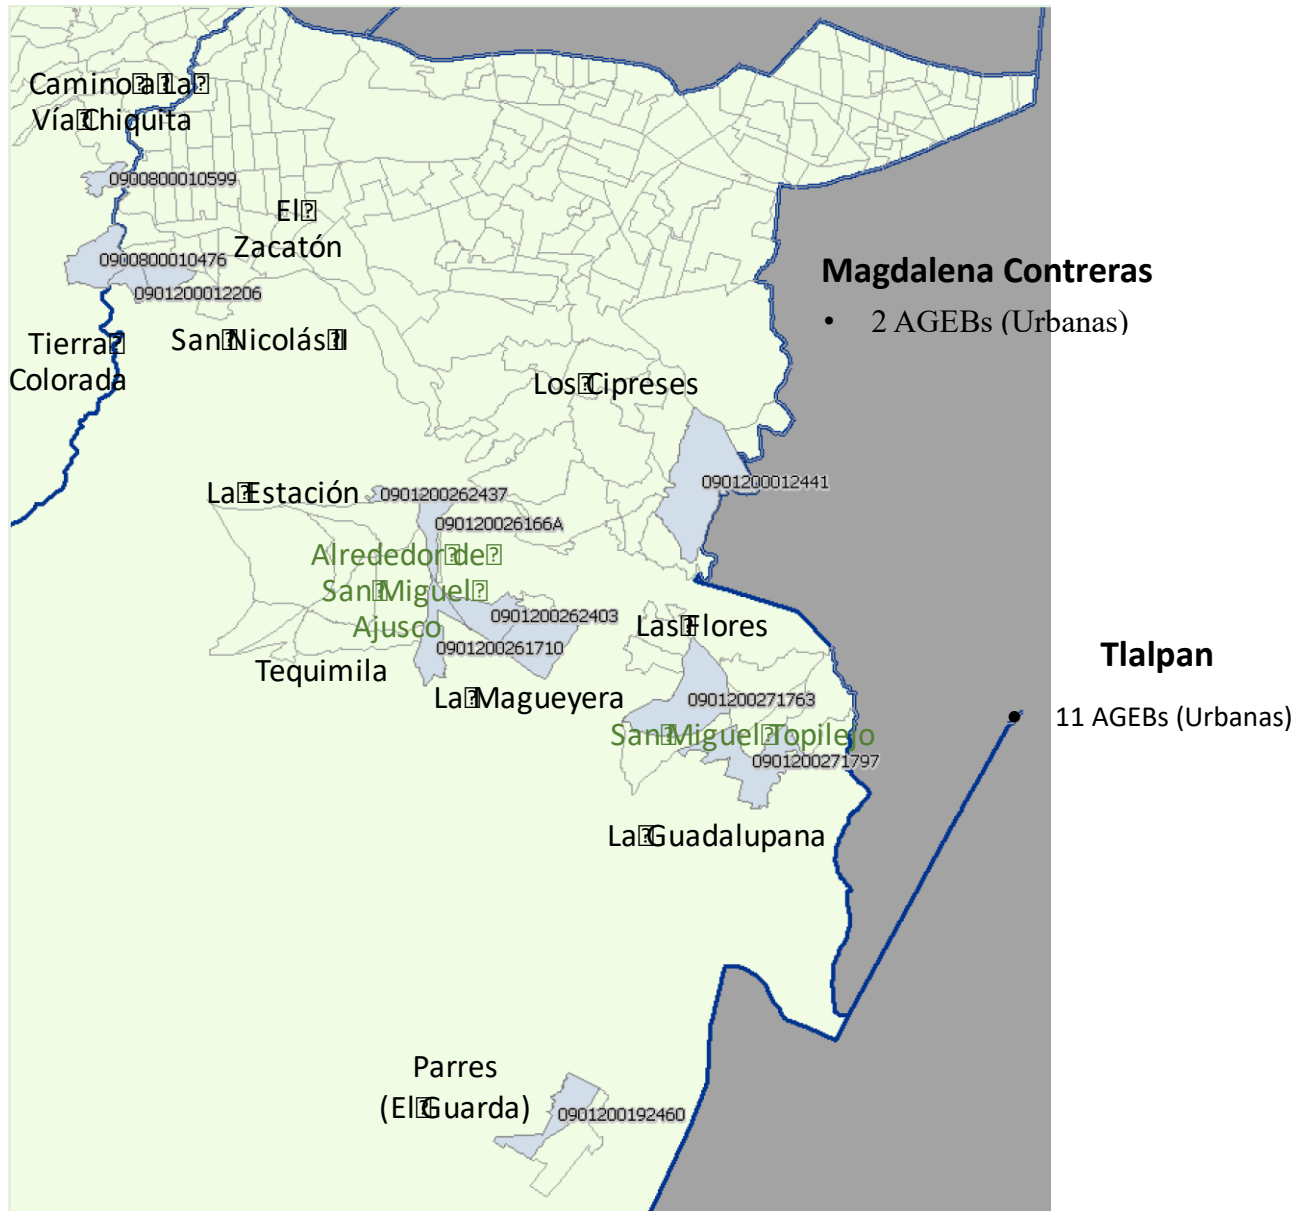 Camino a La
Vía Chiquita
0900800010599
El
Zacatón
0900800010476
0901200012206
Magdalena Contreras
• 2 AGEBs (Urbanas)
Tierra
Colorada
San Nicolás II
Los Cipreses
0901200012441
La Estación
0901200262437
090120026166A
Alrededor de
San Miguel
Ajusco
0901200262403
0901200261710
Las Flores
Tequimila
La Magueyera
Tlalpan
• 11 AGEBs (Urbanas)
0901200271763
San Miguel Topilejo
0901200271797
La Guadalupana
Parres
(El Guarda)
0901200192460